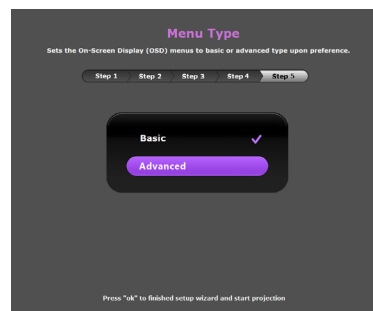 Menu Type
Sets the On-Screen Display (OSD) menus to basic or advanced type upon preference.
Step 1 Step 2 Step 3 Step 4 Step 5
Basic
Advanced
Press "ok" to finished setup wizard and start projection